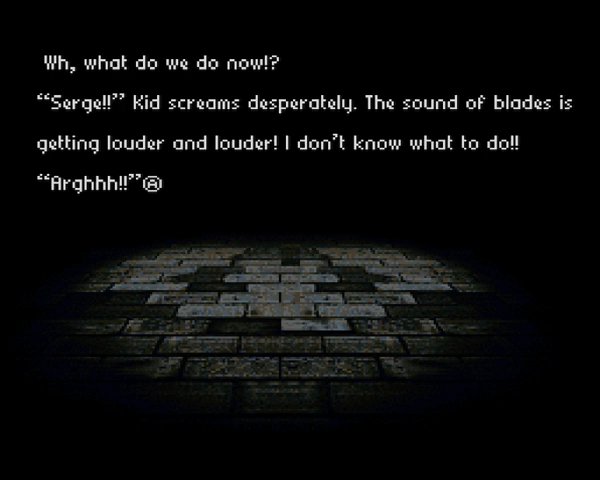 Wh, what do we do now!?
“Serge!!” Kid screams desperately. The sound of blades is
getting louder and louder! I don’t know what to do!!
“Arghhh!!”Ⓐ